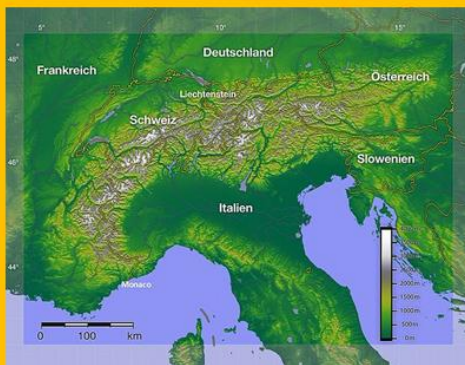 5° 10° 15°
48°
Deutschland
Frankreich
Österreich
Liechtenstein
Schweiz
46°
Slowenien
Italien
44°
Monaco
2000m
1500m
1000m
500m
0m
0 100 200
km